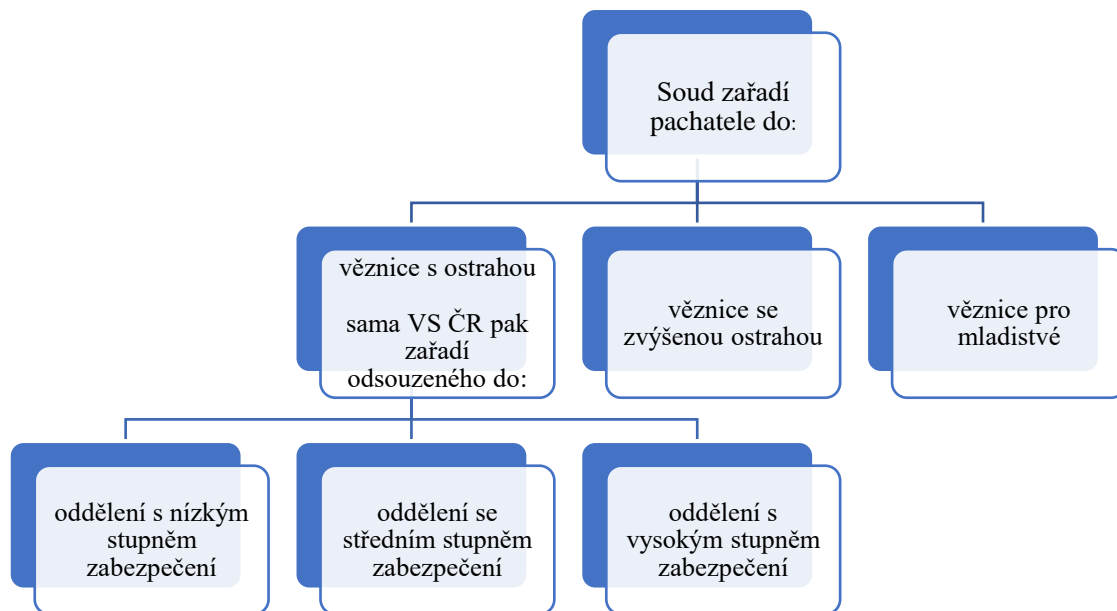 Soud zařadí
pachatele do:
věznice s ostrahou
sama VS ČR pak
zařadí
odsouzeného do:
věznice se
zvýšenou ostrahou
věznice pro
mladistvé
oddělení s nízkým
stupněm
zabezpečení
oddělení se
středním stupněm
zabezpečení
oddělení s
vysokým stupněm
zabezpečení